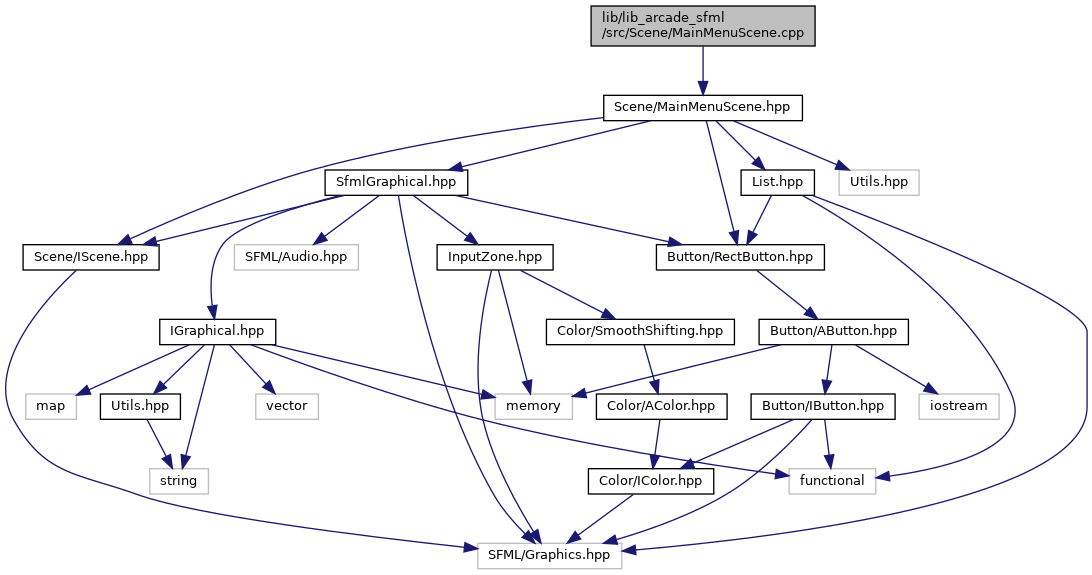 lib/lib_arcade_sfml
/src/Scene/MainMenuScene.cpp
Scene/MainMenuScene.hpp
SfmlGraphical.hpp
List.hpp
Utils.hpp
Scene/IScene.hpp
SFML/Audio.hpp
InputZone.hpp
Button/RectButton.hpp
IGraphical.hpp
Color/SmoothShifting.hpp
Button/AButton.hpp
map
Utils.hpp
vector
memory
Color/AColor.hpp
Button/IButton.hpp
iostream
string
Color/IColor.hpp
functional
SFML/Graphics.hpp